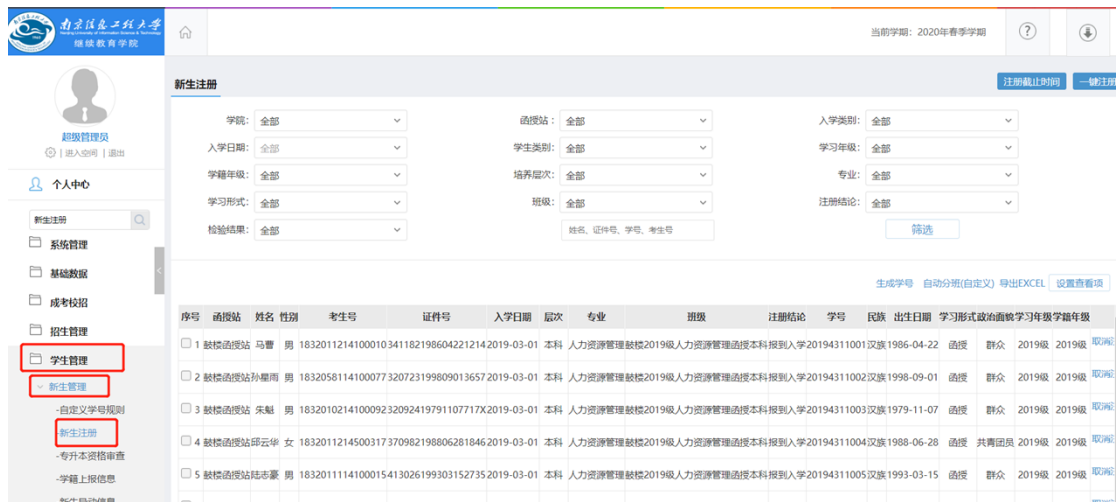 南京信息工程大学
继续教育学院
当前学期: 2020年春季学期
?
超级管理员
| 进入空间 | 退出
个人中心
新生注册
系统管理
基础数据
成考校招
招生管理
学生管理
新生管理
-自定义学号规则
-新生注册
-专升本资格审查
-学籍上报信息
-新生异动信息
新生注册
注册截止时间
一键注册
学院: 全部
函授站: 全部
入学类别: 全部
入学日期: 全部
学生类别: 全部
学习年级: 全部
学籍年级: 全部
培养层次: 全部
专业: 全部
学习形式: 全部
班级: 全部
注册结论: 全部
检验结果: 全部
姓名、证件号、学号、考生号
筛选
生成学号 自动分班(自定义) 导出EXCEL 设置查看项
序号 函授站 姓名 性别 考生号 证件号 入学日期 层次 专业 班级 注册结论 学号 民族 出生日期 学习形式 政治面貌 学习年级 学籍年级
1 鼓楼函授站 马曹 男 18320112141000 10 341182198604221214 2019-03-01 本科 人力资源管理 鼓楼2019级人力资源管理函授本科 报到入学 20194311001 汉族 1986-04-22 函授 群众 2019级 2019级 取消
2 鼓楼函授站 孙星雨 男 183205811410007 7 320723199809013657 2019-03-01 本科 人力资源管理 鼓楼2019级人力资源管理函授本科 报到入学 20194311002 汉族 1998-09-01 函授 群众 2019级 2019级 取消
3 鼓楼函授站 朱魁 男 183201021410009 2 32092419791107717X 2019-03-01 本科 人力资源管理 鼓楼2019级人力资源管理函授本科 报到入学 20194311003 汉族 1979-11-07 函授 群众 2019级 2019级 取消
4 鼓楼函授站 邱云华 女 183201121450031 7 370982198806281846 2019-03-01 本科 人力资源管理 鼓楼2019级人力资源管理函授本科 报到入学 20194311004 汉族 1988-06-28 函授 共青团员 2019级 2019级 取消
5 鼓楼函授站 陆志豪 男 183201111410001 5 413026199303152735 2019-03-01 本科 人力资源管理 鼓楼2019级人力资源管理函授本科 报到入学 20194311005 汉族 1993-03-15 函授 群众 2019级 2019级 取消